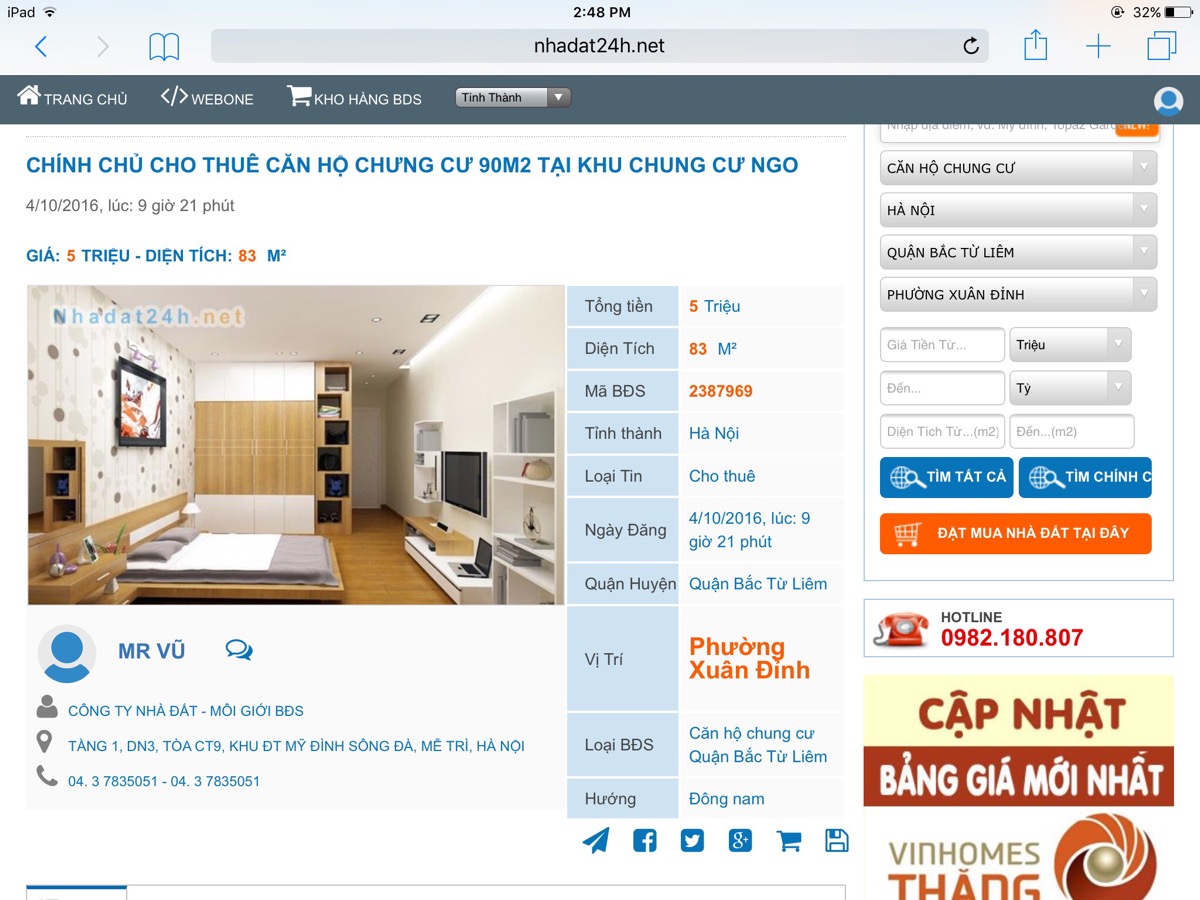 iPad
2:48 PM
32%
nhadat24h.net
TRANG CHỦ
WEBONE
KHO HÀNG BDS
Tỉnh Thành
CHÍNH CHỦ CHO THUÊ CĂN HỘ CHƯNG CƯ 90M2 TẠI KHU CHUNG CƯ NGO
4/10/2016, lúc: 9 giờ 21 phút
GIÁ: 5 TRIỆU - DIỆN TÍCH: 83 M²
Nhadat24h.net
Tổng tiền
5 Triệu
Diện Tích
83 M²
Mã BĐS
2387969
Tỉnh thành
Hà Nội
Loại Tin
Cho thuê
Ngày Đăng
4/10/2016, lúc: 9
giờ 21 phút
Quận Huyện
Quận Bắc Từ Liêm
Vị Trí
Phường
Xuân Đỉnh
Loại BĐS
Căn hộ chung cư
Quận Bắc Từ Liêm
Hướng
Đông nam
MR VŨ
CÔNG TY NHÀ ĐẤT - MÔI GIỚI BĐS
TẦNG 1, DN3, TÒA CT9, KHU ĐT MỸ ĐÌNH SÔNG ĐÀ, MỄ TRÌ, HÀ NỘI
04. 3 7835051 - 04. 3 7835051
Nhập địa điểm, vd: Mỹ đình, Topaz Gard
NEW!
CĂN HỘ CHUNG CƯ
HÀ NỘI
QUẬN BẮC TỪ LIÊM
PHƯỜNG XUÂN ĐỈNH
Giá Tiền Từ...
Triệu
Đến...
Tỷ
Diện Tích Từ...(m2)
Đến...(m2)
TÌM TẤT CẢ
TÌM CHÍNH C
ĐẶT MUA NHÀ ĐẤT TẠI ĐÂY
HOTLINE
0982.180.807
CẬP NHẬT
BẢNG GIÁ MỚI NHẤT
VINHOMES
THĂNG